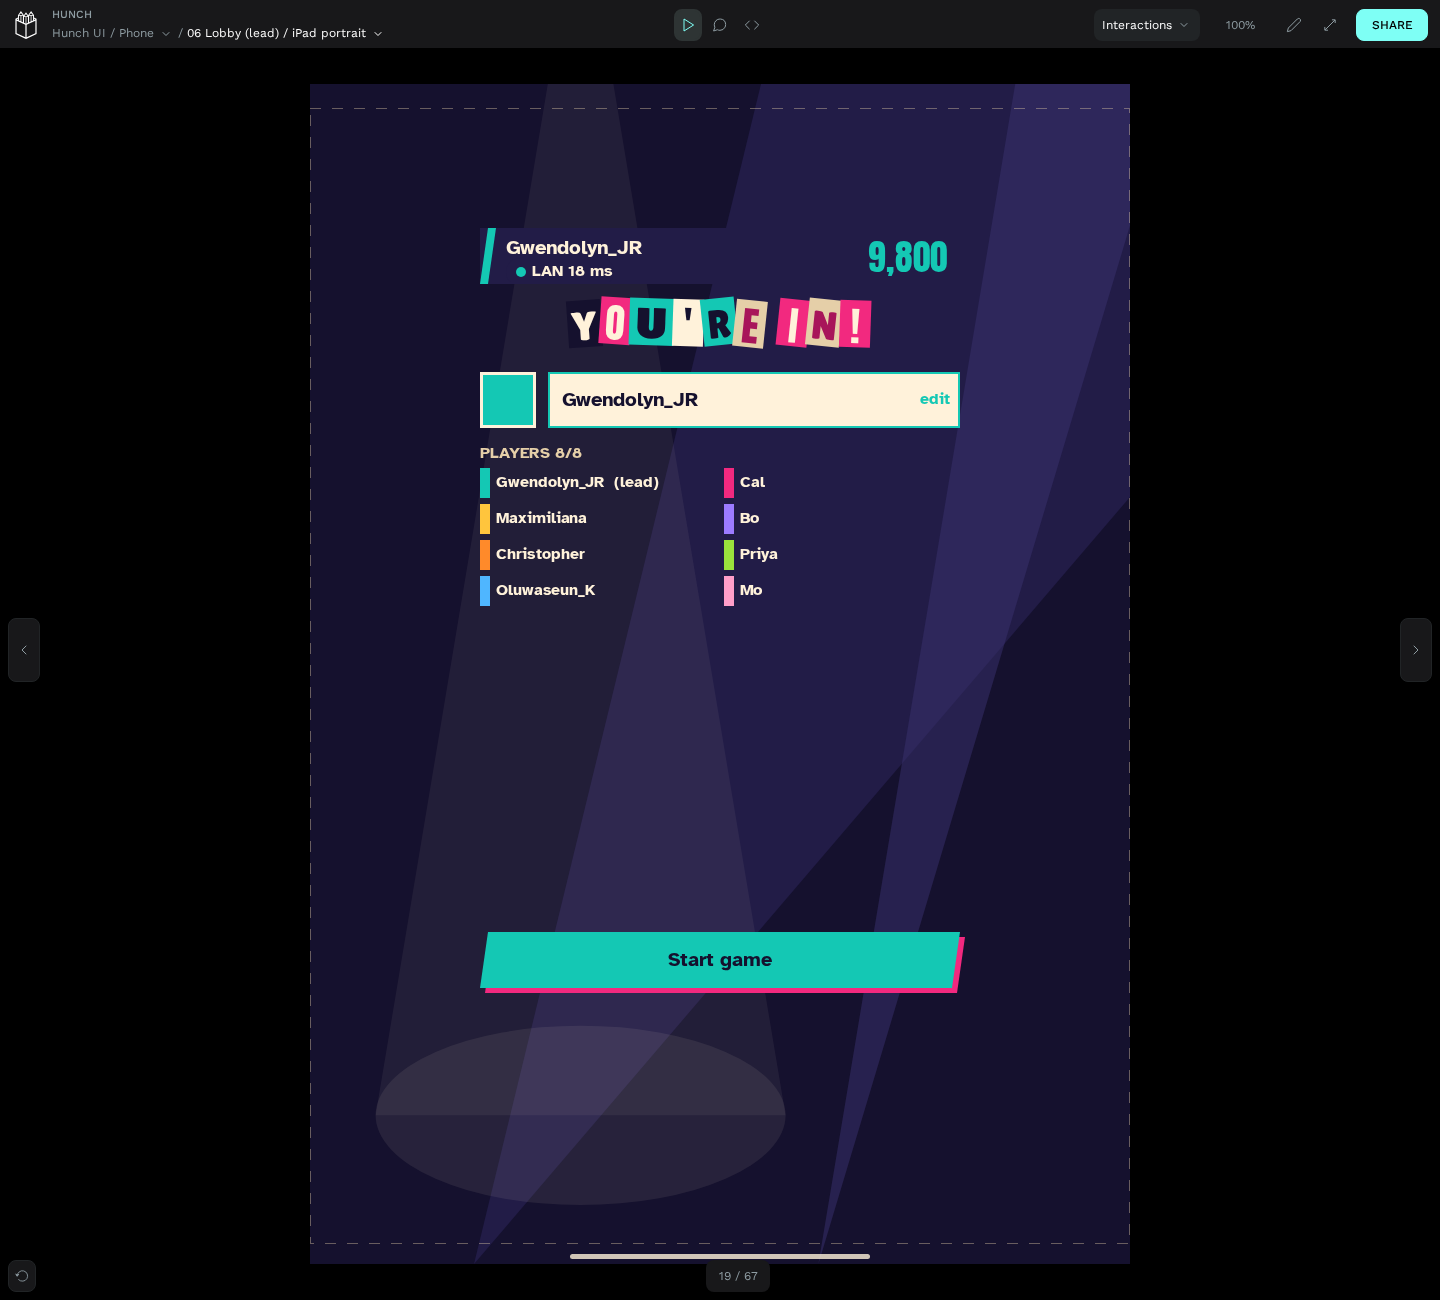 HUNCH
Hunch UI / Phone / 06 Lobby (lead) / iPad portrait
Interactions
100%
SHARE
Gwendolyn_JR
LAN 18 ms
9,800
YOU'RE IN!
Gwendolyn_JR
edit
PLAYERS 8/8
Gwendolyn_JR (lead)
Cal
Maximiliana
Bo
Christopher
Priya
Oluwaseun_K
Mo
Start game
19 / 67